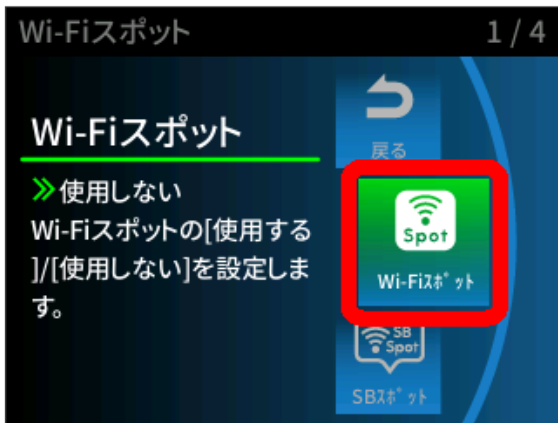 Wi-Fiスポット 1 / 4
戻る
Wi-Fiスポット
≫使用しない
Wi-Fiスポットの[使用する
]/[使用しない]を設定しま
す。
Spot
Wi-Fiｽﾎﾟｯﾄ
SB
Spot
SBｽﾎﾟｯﾄ